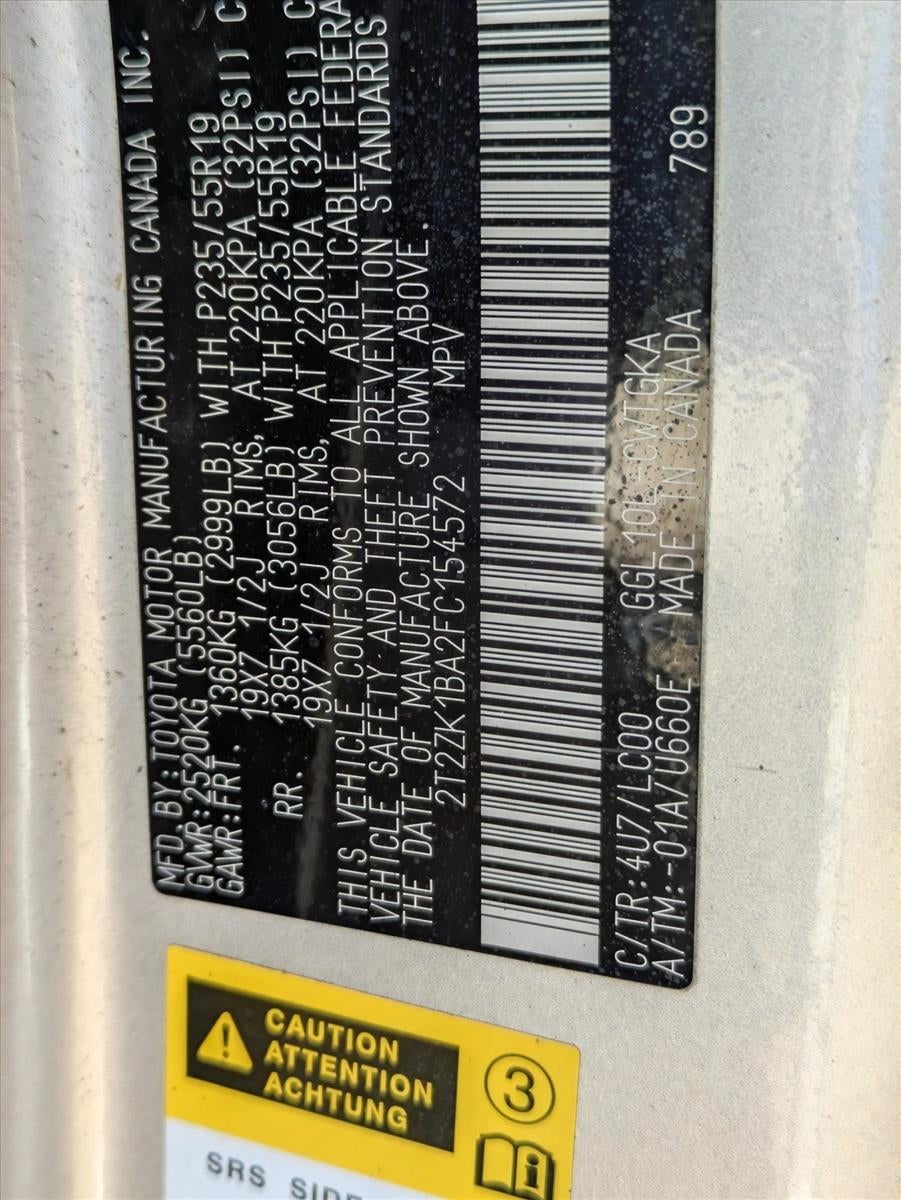 MFD. BY: TOYOTA MOTOR MANUFACTURING CANADA INC.
GVWR: 2520KG (5560LB)
GAWR: FRT. 1360KG (2999LB) WITH P235/55R19
19X7 1/2J RIMS, AT 220KPA (32PSI) C
RR. 1385KG (3056LB) WITH P235/55R19
19X7 1/2J RIMS, AT 220KPA (32PSI) C
THIS VEHICLE CONFORMS TO ALL APPLICABLE FEDERA
VEHICLE SAFETY AND THEFT PREVENTION STANDARDS
THE DATE OF MANUFACTURE SHOWN ABOVE.
2T2ZK1BA2FC154572 MPV
C/TR: 4U7/LC00 GGL10L-CWTGKA 789
A/TM:-01A/U660E MADE IN CANADA
CAUTION
ATTENTION
ACHTUNG
3
SRS SIDE